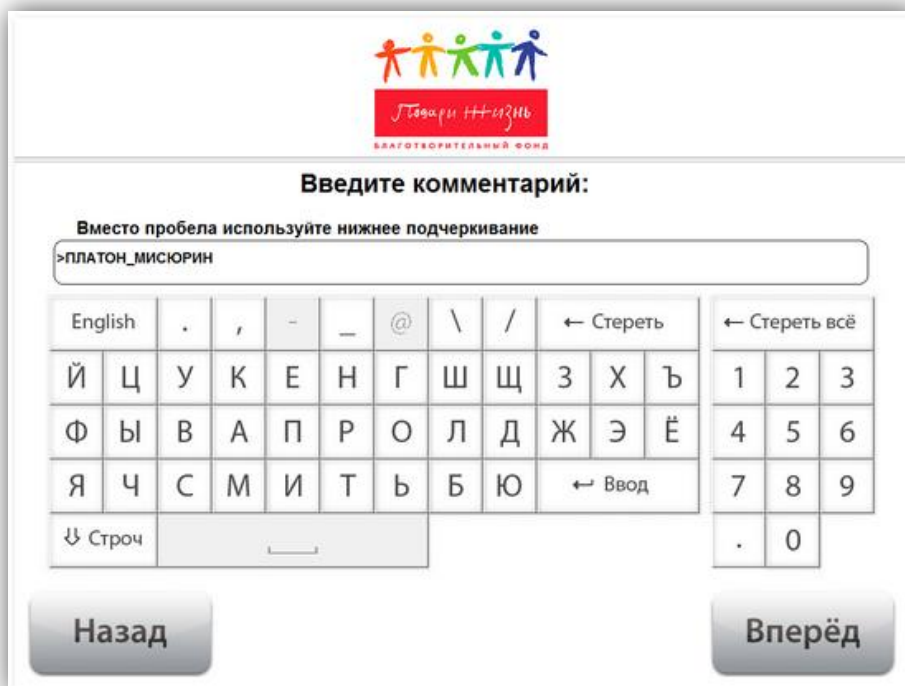 Подари жизнь
БЛАГОТВОРИТЕЛЬНЫЙ ФОНД
Введите комментарий:
Вместо пробела используйте нижнее подчеркивание
>ПЛАТОН_МИСЮРИН
English . , - _ @ \ / ← Стереть ← Стереть всё
Й Ц У К Е Н Г Ш Щ З Х Ъ 1 2 3
Ф Ы В А П Р О Л Д Ж Э Ё 4 5 6
Я Ч С М И Т Ь Б Ю ↵ Ввод 7 8 9
⇩ Строч . 0
Назад Вперёд